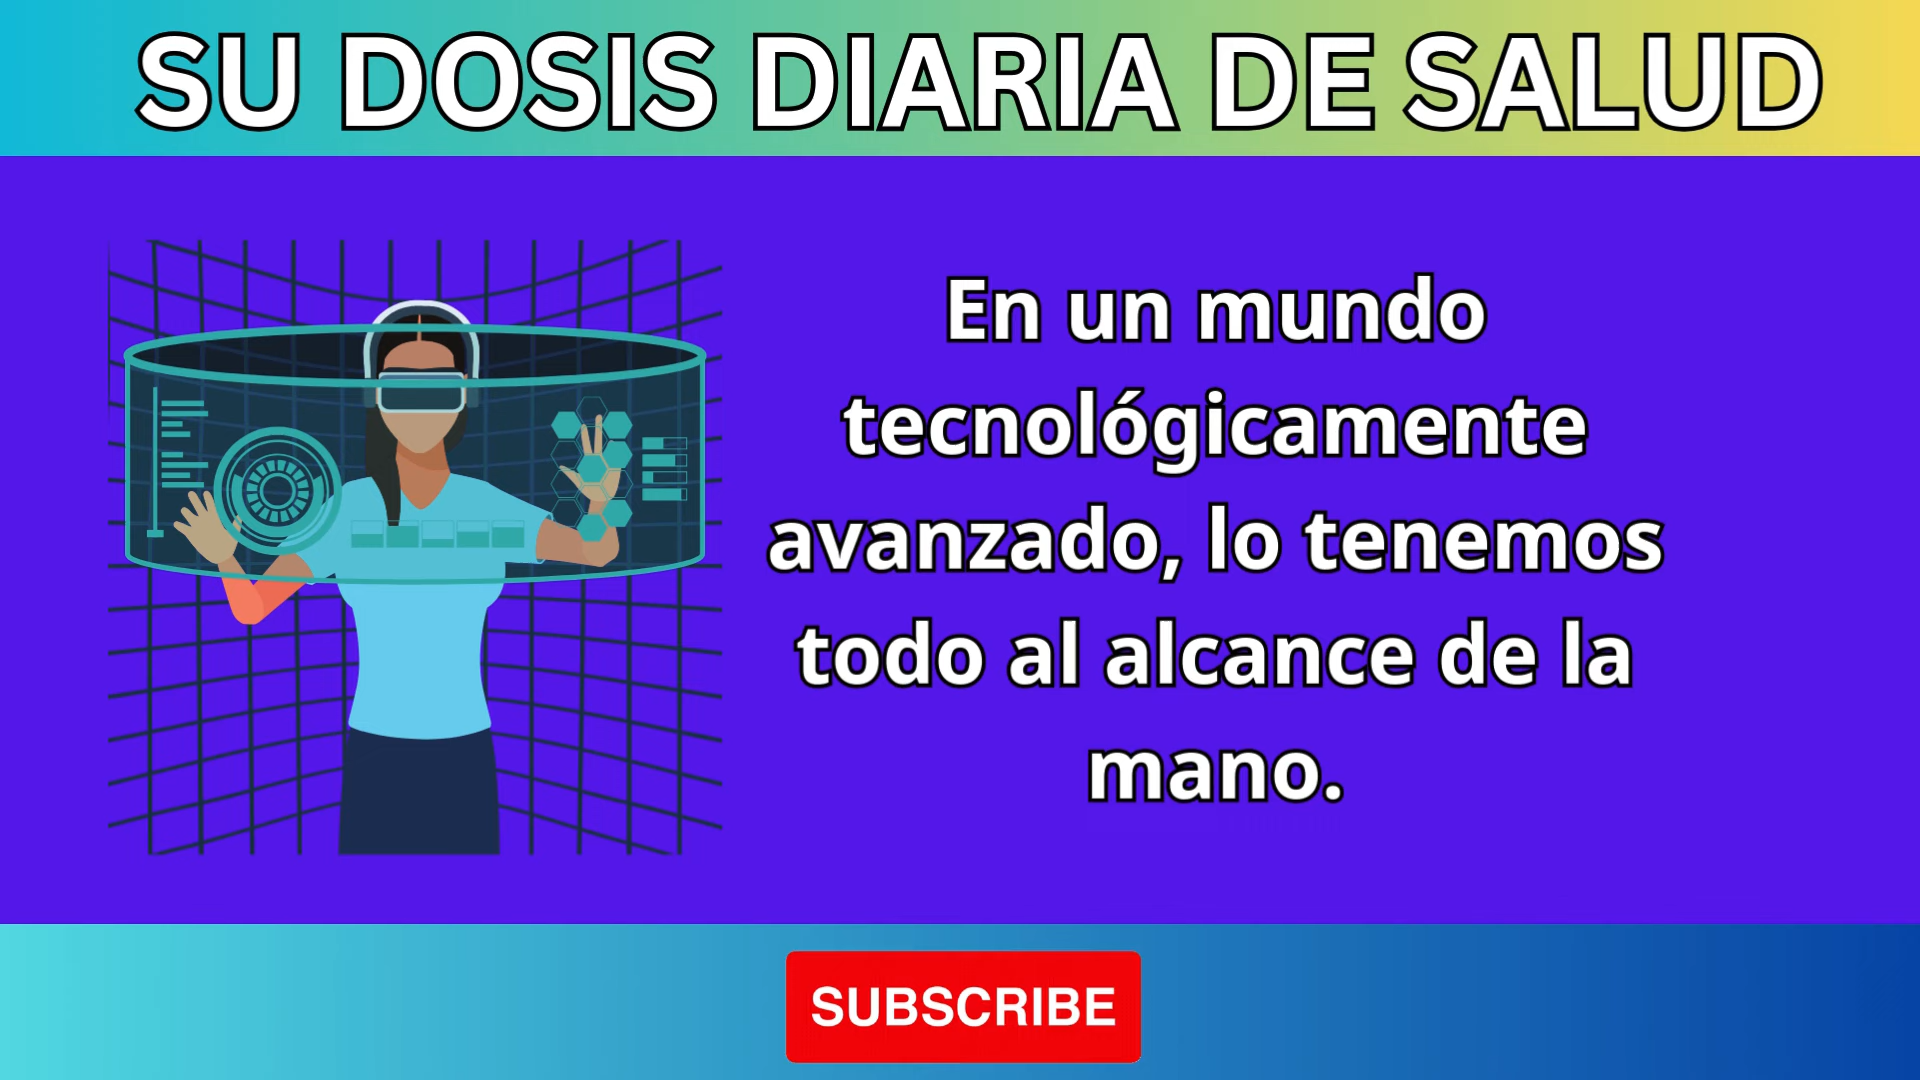 SU DOSIS DIARIA DE SALUD
En un mundo
tecnológicamente
avanzado, lo tenemos
todo al alcance de la
mano.
SUBSCRIBE